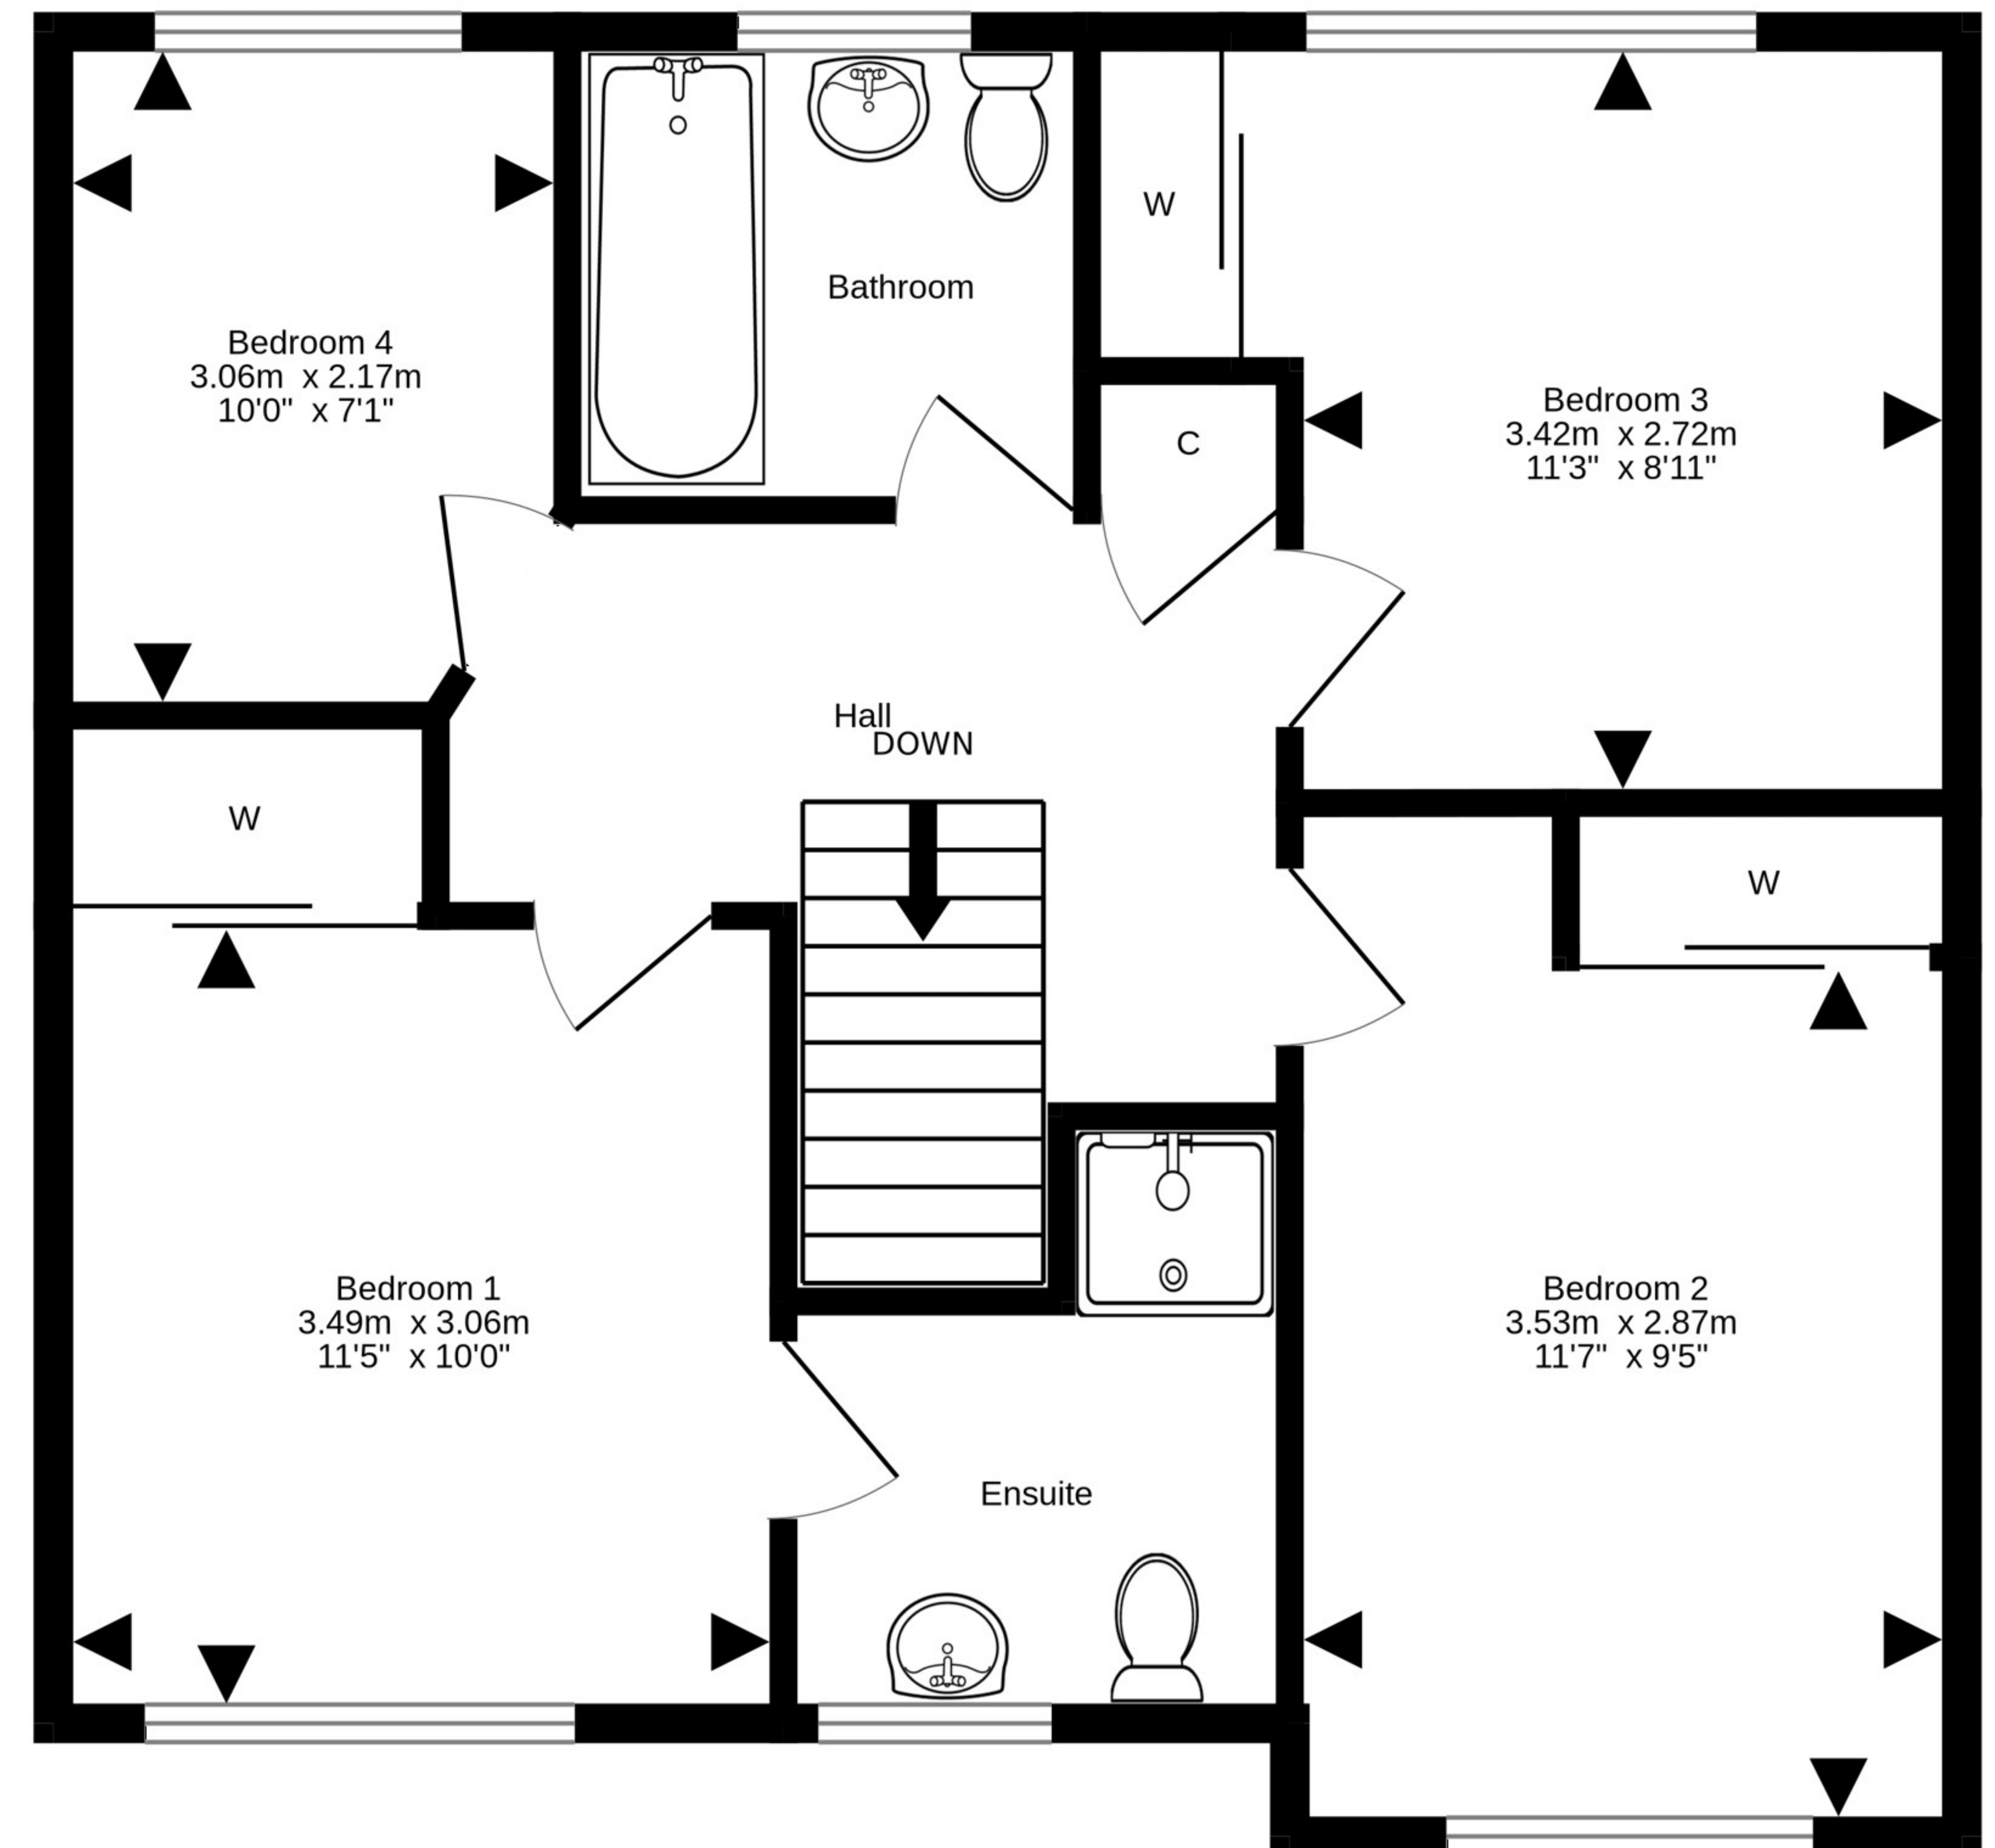 W
Bathroom
Bedroom 4
3.06m x 2.17m
10'0" x 7'1"
C
Bedroom 3
3.42m x 2.72m
11'3" x 8'11"
Hall
DOWN
W
W
Bedroom 1
3.49m x 3.06m
11'5" x 10'0"
Bedroom 2
3.53m x 2.87m
11'7" x 9'5"
Ensuite